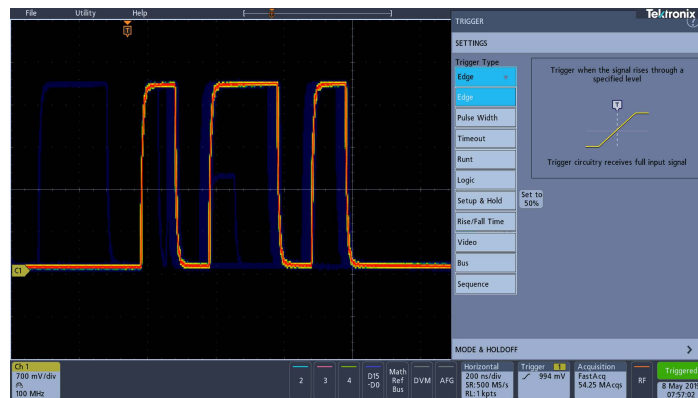 File Utility Help
Tektronix
TRIGGER
SETTINGS
Trigger Type
Edge
Edge
Pulse Width
Timeout
Runt
Logic
Setup & Hold
Rise/Fall Time
Video
Bus
Sequence
Set to
50%
Trigger when the signal rises through a
specified level
T
Trigger circuitry receives full input signal
MODE & HOLDOFF
T
C1
Ch 1
700 mV/div
100 MHz
2
3
4
D15
-D0
Math
Ref
Bus
DVM
AFG
Horizontal
200 ns/div
SR: 500 MS/s
RL: 1 kpts
Trigger 1
994 mV
Acquisition
FastAcq
54.25 MAcqs
RF
Triggered
8 May 201
07:57:02